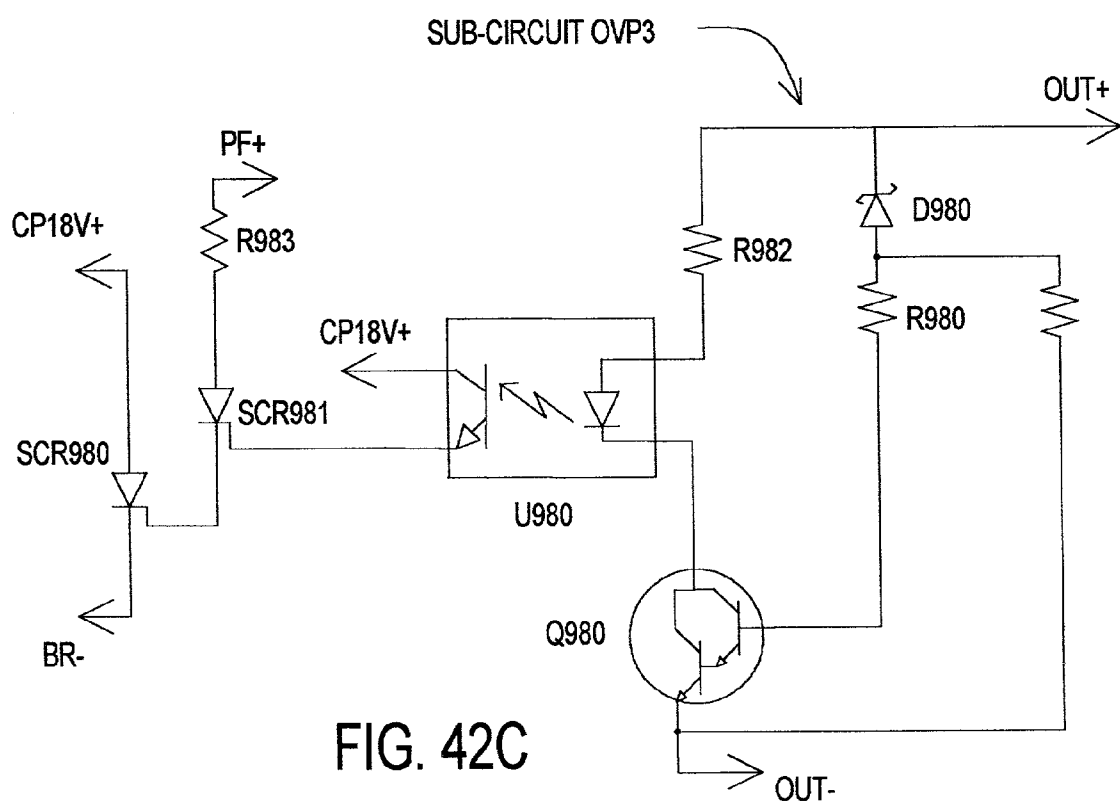 SUB-CIRCUIT OVP3
OUT+
PF+
CP18V+
R983
D980
R982
R980
CP18V+
SCR981
SCR980
U980
Q980
BR-
FIG. 42C
OUT-